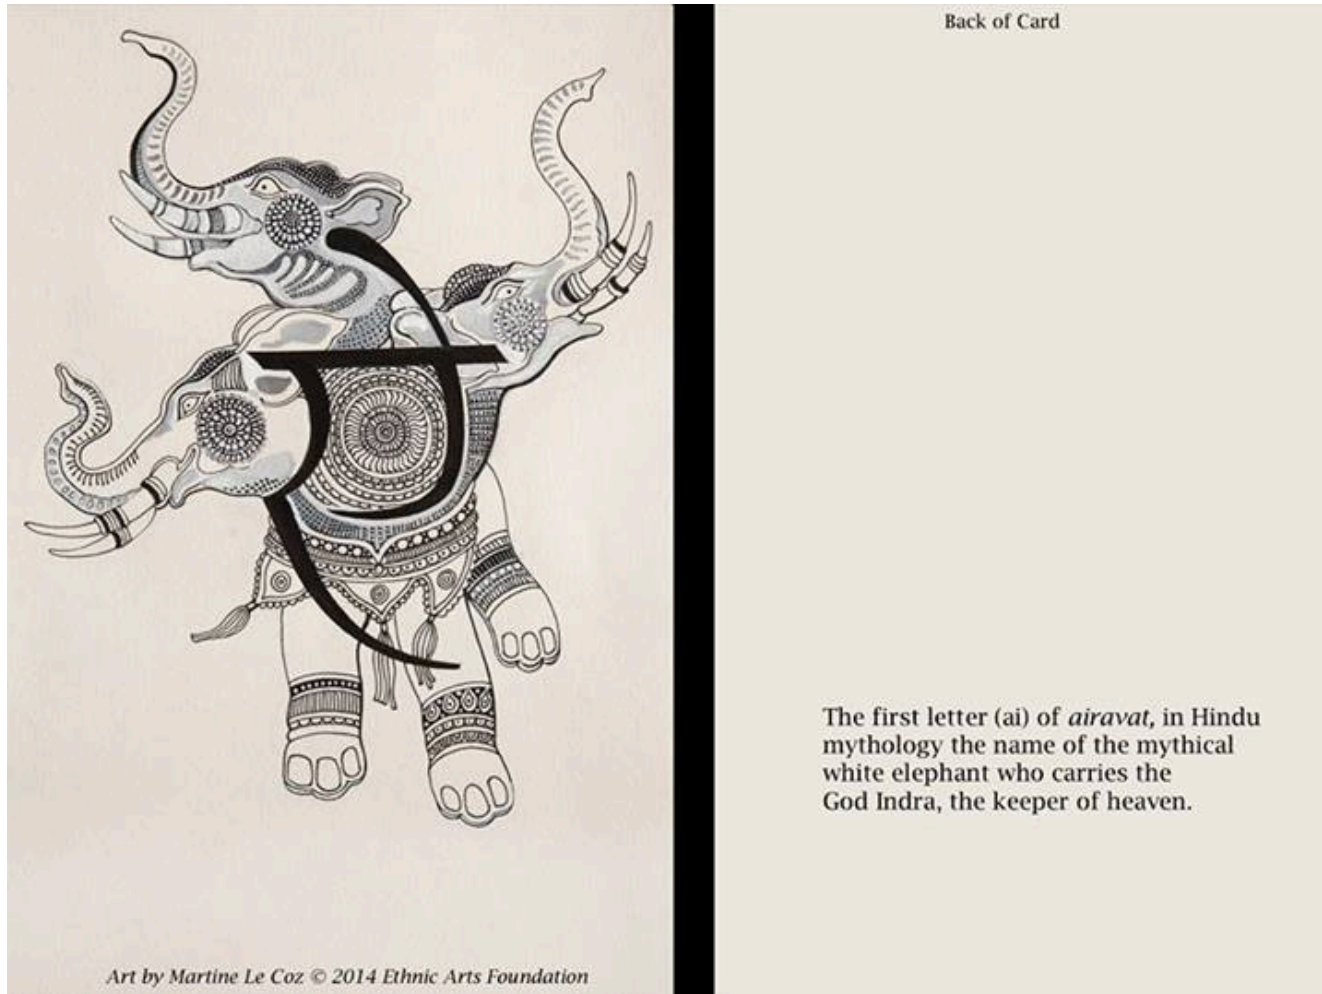 ऐ
Art by Martine Le Coz © 2014 Ethnic Arts Foundation
Back of Card
The first letter (ai) of airavat, in Hindu
mythology the name of the mythical
white elephant who carries the
God Indra, the keeper of heaven.